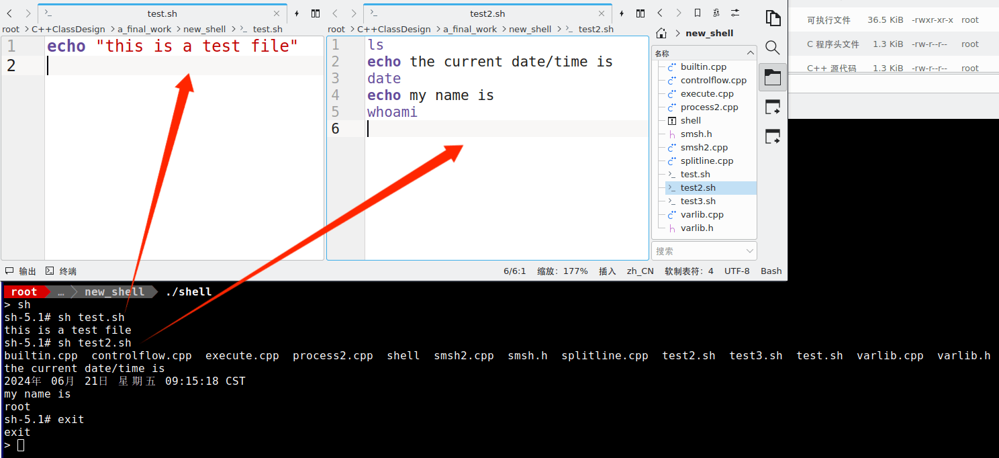 test.sh
test2.sh
root > C++ClassDesign > a_final_work > new_shell > test.sh
root > C++ClassDesign > a_final_work > new_shell > test2.sh
1 echo "this is a test file"
2
1 ls
2 echo the current date/time is
3 date
4 echo my name is
5 whoami
6
> new_shell
名称
builtin.cpp
controlflow.cpp
execute.cpp
process2.cpp
shell
smsh.h
smsh2.cpp
splitline.cpp
test.sh
test2.sh
test3.sh
varlib.cpp
varlib.h
搜索
可执行文件 36.5 KiB -rwxr-xr-x root
C 程序头文件 1.3 KiB -rw-r--r-- root
C++ 源代码 1.3 KiB -rw-r--r-- root
输出 终端 6/6:1 缩放：177% 插入 zh_CN 软制表符：4 UTF-8 Bash
root … new_shell ./shell
> sh
sh-5.1# sh test.sh
this is a test file
sh-5.1# sh test2.sh
builtin.cpp controlflow.cpp execute.cpp process2.cpp shell smsh2.cpp smsh.h splitline.cpp test2.sh test3.sh test.sh varlib.cpp varlib.h
the current date/time is
2024年 06月 21日 星期五 09:15:18 CST
my name is
root
sh-5.1# exit
exit
>